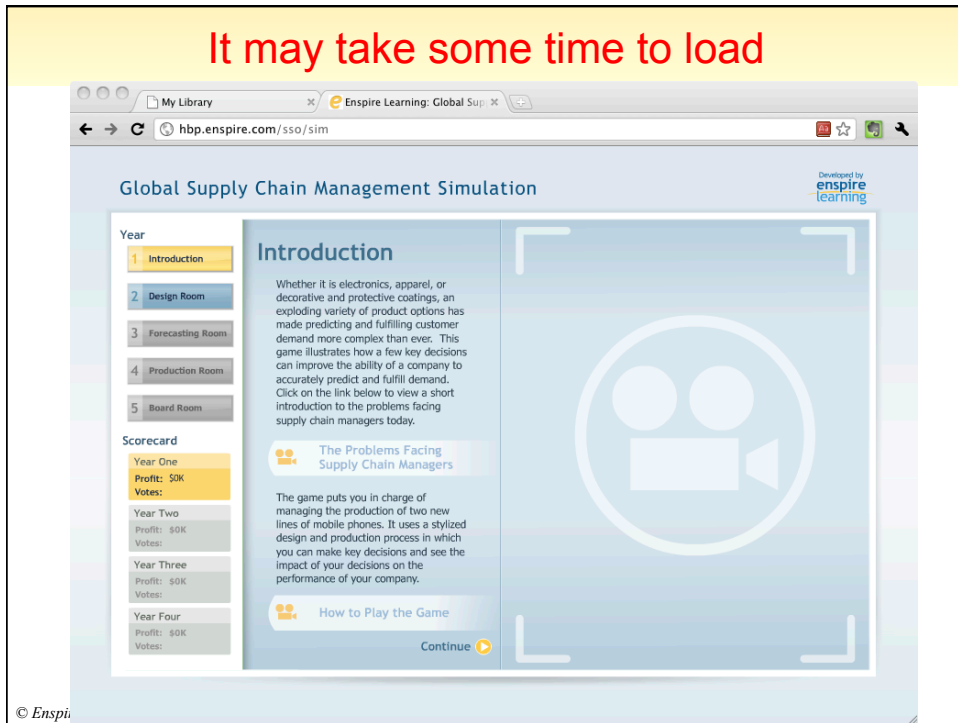 It may take some time to load
My Library
Enspire Learning: Global Sup
hbp.enspire.com/sso/sim
Global Supply Chain Management Simulation
Developed by
enspire
learning
Year
1 Introduction
2 Design Room
3 Forecasting Room
4 Production Room
5 Board Room
Scorecard
Year One
Profit: $0K
Votes:
Year Two
Profit: $0K
Votes:
Year Three
Profit: $0K
Votes:
Year Four
Profit: $0K
Votes:
Introduction
Whether it is electronics, apparel, or
decorative and protective coatings, an
exploding variety of product options has
made predicting and fulfilling customer
demand more complex than ever. This
game illustrates how a few key decisions
can improve the ability of a company to
accurately predict and fulfill demand.
Click on the link below to view a short
introduction to the problems facing
supply chain managers today.
The Problems Facing
Supply Chain Managers
The game puts you in charge of
managing the production of two new
lines of mobile phones. It uses a stylized
design and production process in which
you can make key decisions and see the
impact of your decisions on the
performance of your company.
How to Play the Game
Continue
© Enspi